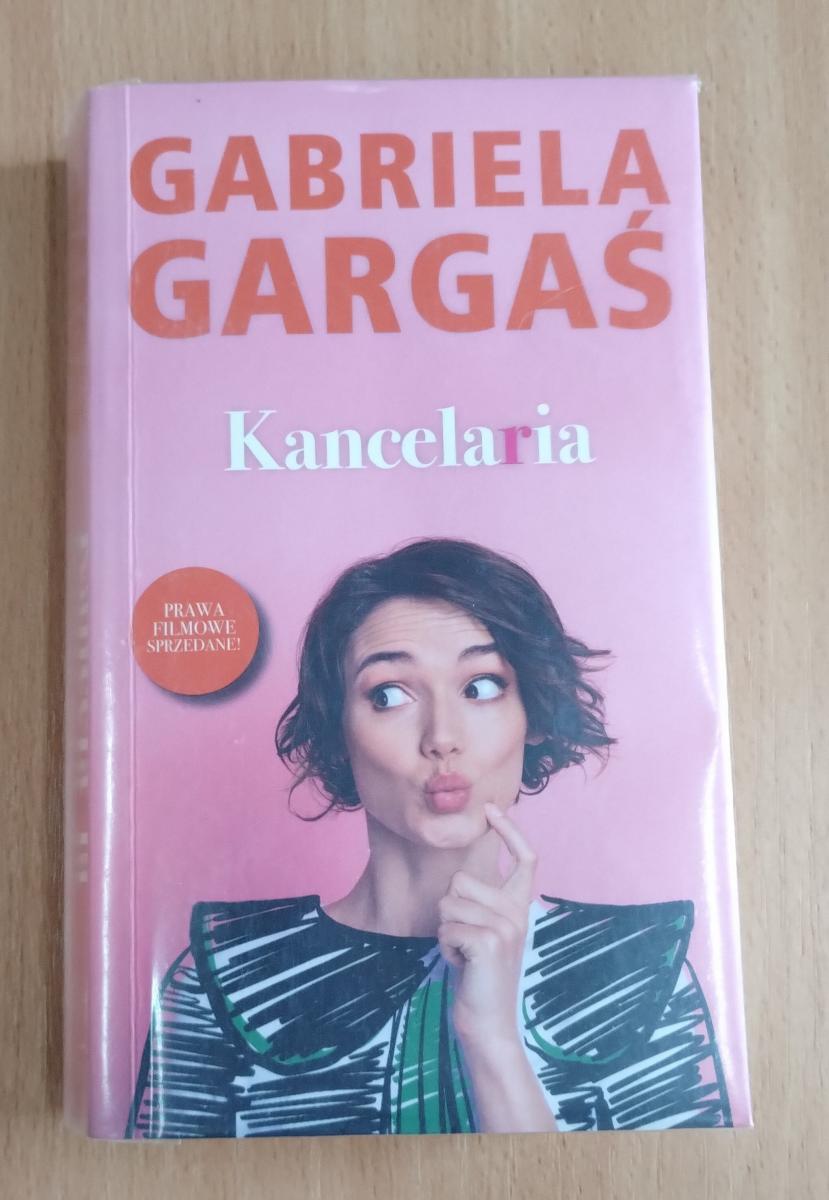 GABRIELA
GARGAŚ
Kancelaria
PRAWA
FILMOWE
SPRZEDANE!